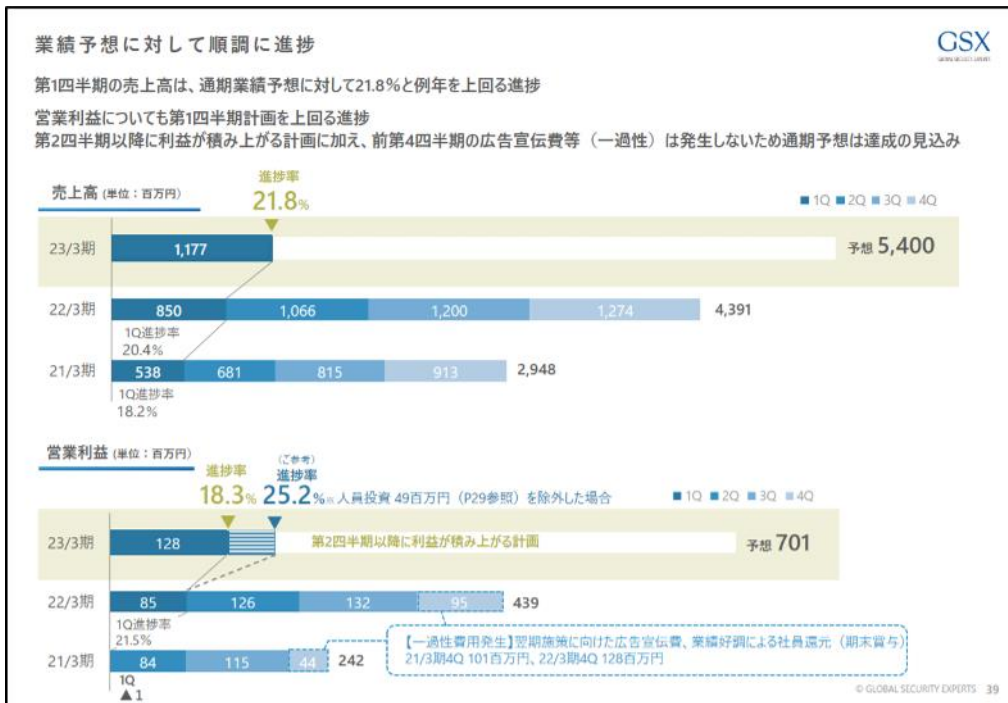 業績予想に対して順調に進捗
GSX
GLOBAL SECURITY EXPERTS
第1四半期の売上高は、通期業績予想に対して21.8%と例年を上回る進捗
営業利益についても第1四半期計画を上回る進捗
第2四半期以降に利益が積み上がる計画に加え、前第4四半期の広告宣伝費等（一過性）は発生しないため通期予想は達成の見込み
売上高 (単位：百万円)
進捗率
21.8%
■1Q ■2Q ■3Q ■4Q
23/3期 1,177 予想 5,400
22/3期 850 1,066 1,200 1,274 4,391
1Q進捗率
20.4%
21/3期 538 681 815 913 2,948
1Q進捗率
18.2%
営業利益 (単位：百万円)
進捗率
18.3%
(ご参考)
進捗率
25.2%※人員投資 49百万円（P29参照）を除外した場合
■1Q ■2Q ■3Q ■4Q
23/3期 128 第2四半期以降に利益が積み上がる計画 予想 701
22/3期 85 126 132 95 439
1Q進捗率
21.5%
【一過性費用発生】翌期施策に向けた広告宣伝費、業績好調による社員還元（期末賞与）
21/3期4Q 101百万円、22/3期4Q 128百万円
21/3期 84 115 44 242
1Q
▲1
© GLOBAL SECURITY EXPERTS 39